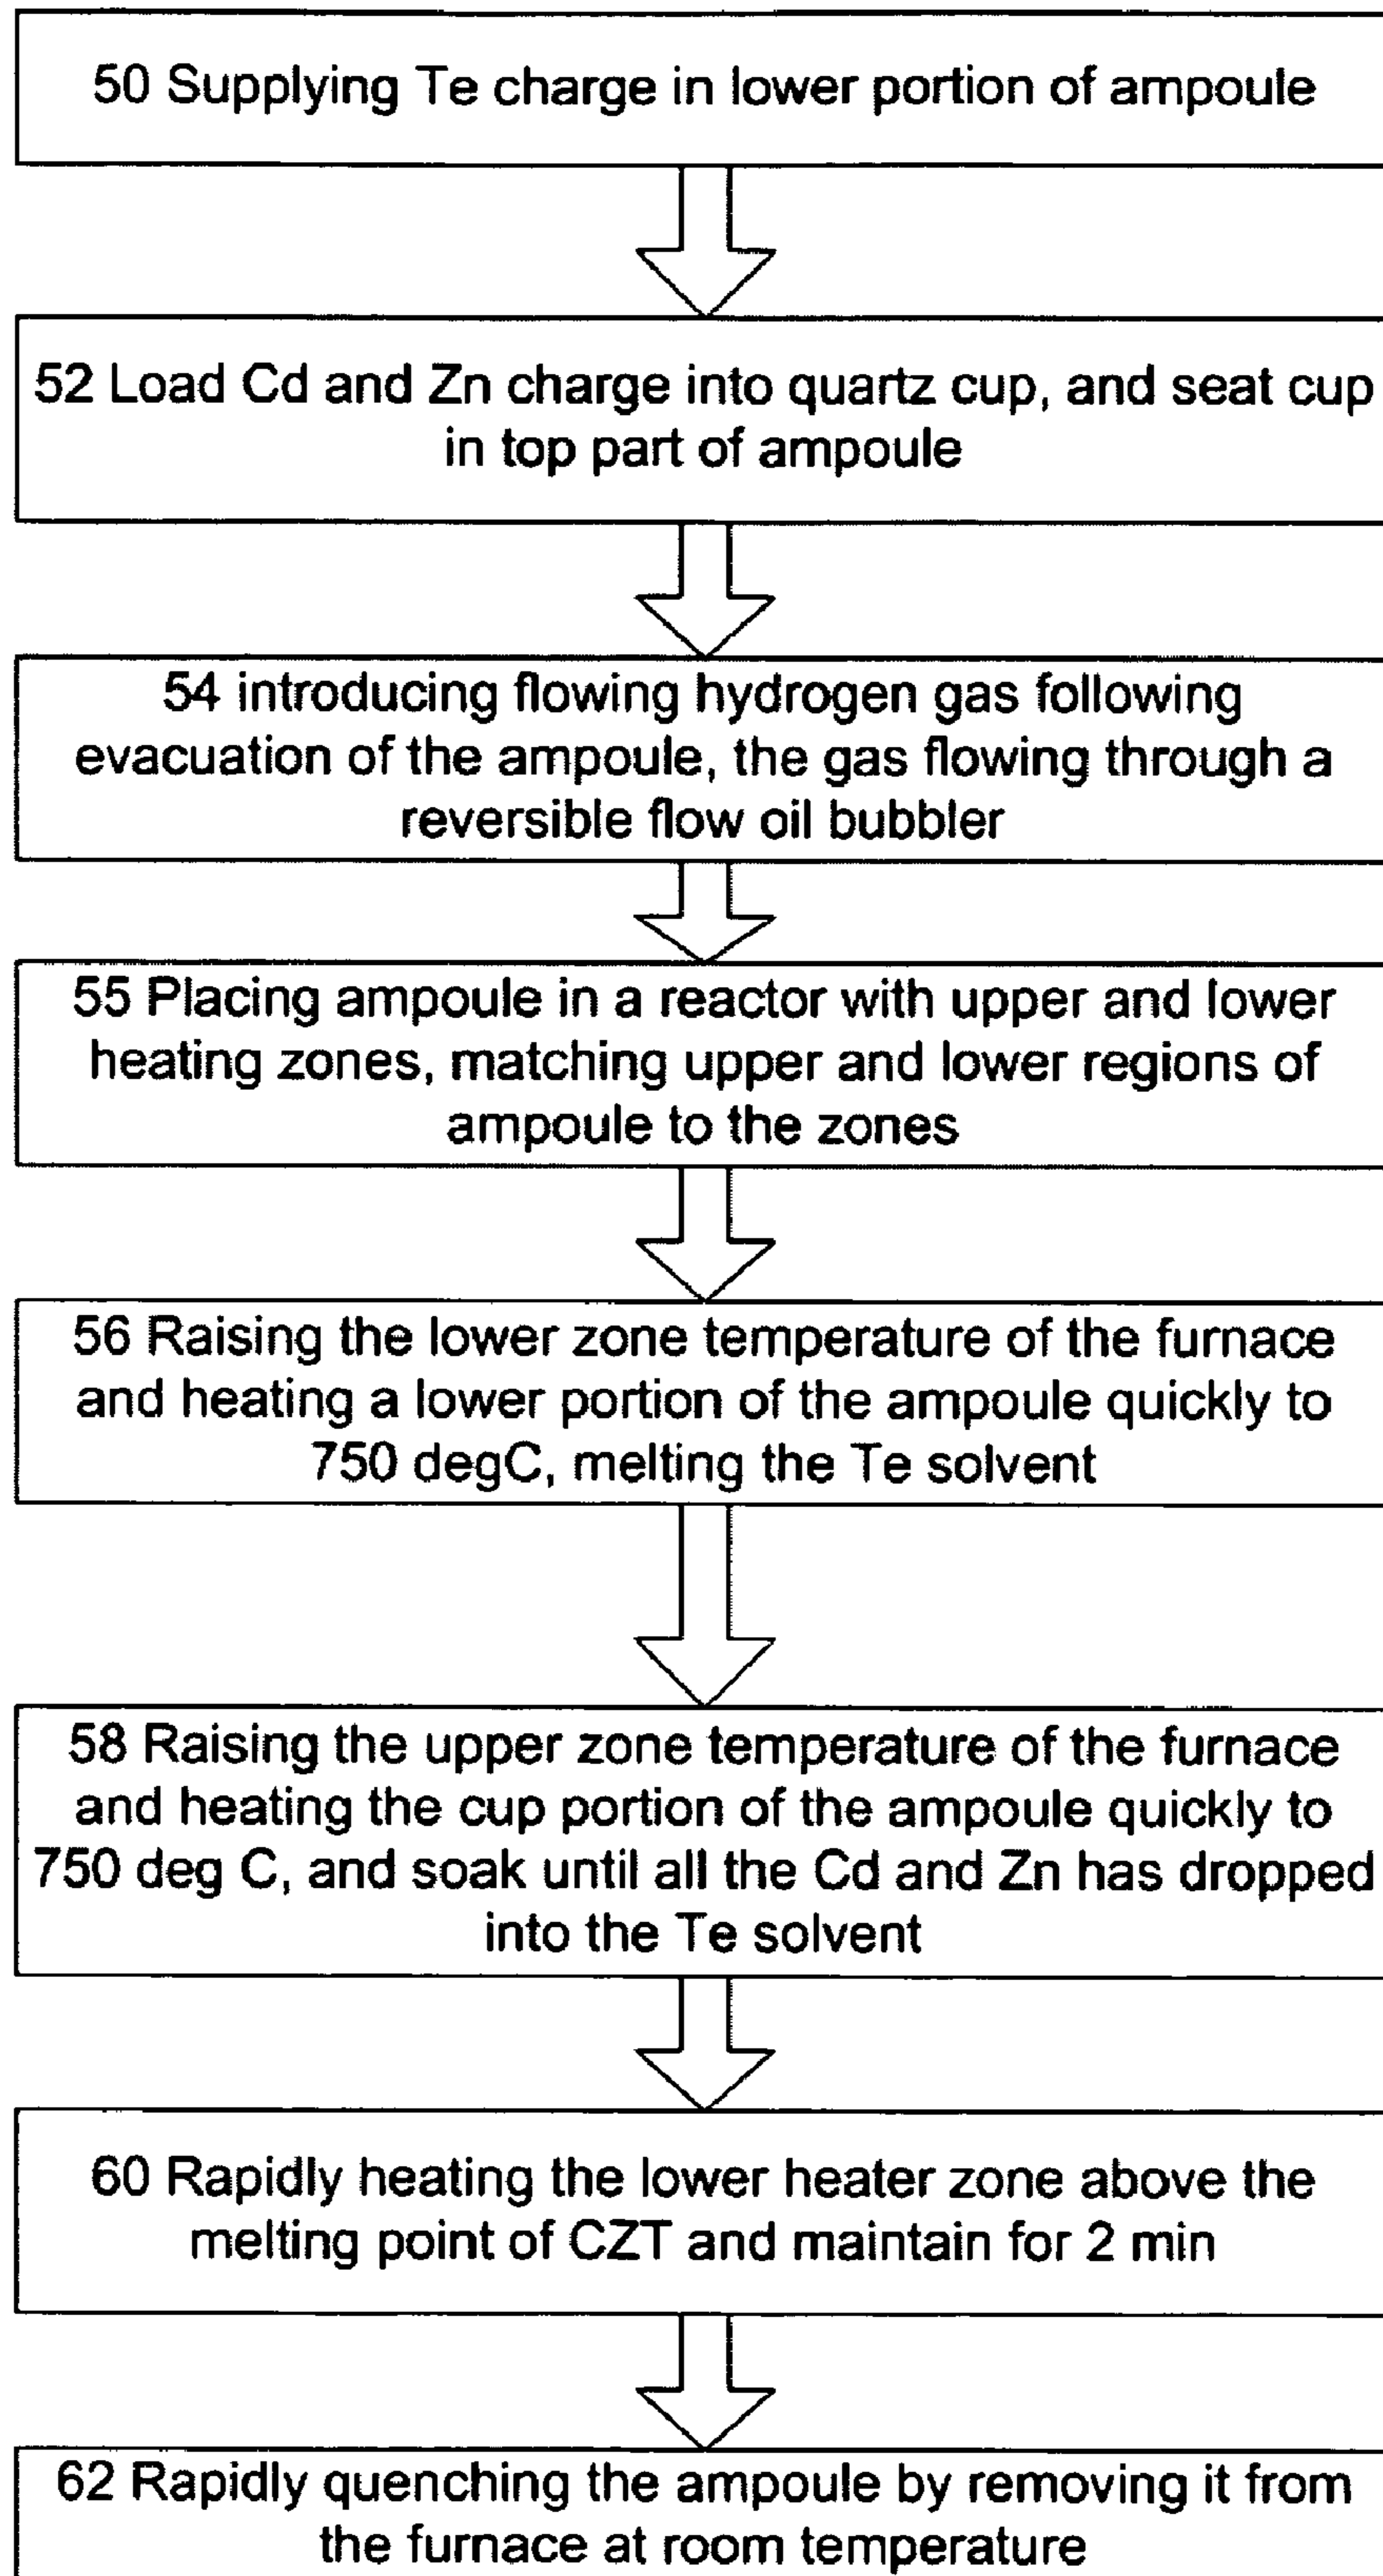 50 Supplying Te charge in lower portion of ampoule
52 Load Cd and Zn charge into quartz cup, and seat cup
in top part of ampoule
54 introducing flowing hydrogen gas following
evacuation of the ampoule, the gas flowing through a
reversible flow oil bubbler
55 Placing ampoule in a reactor with upper and lower
heating zones, matching upper and lower regions of
ampoule to the zones
56 Raising the lower zone temperature of the furnace
and heating a lower portion of the ampoule quickly to
750 degC, melting the Te solvent
58 Raising the upper zone temperature of the furnace
and heating the cup portion of the ampoule quickly to
750 deg C, and soak until all the Cd and Zn has dropped
into the Te solvent
60 Rapidly heating the lower heater zone above the
melting point of CZT and maintain for 2 min
62 Rapidly quenching the ampoule by removing it from
the furnace at room temperature